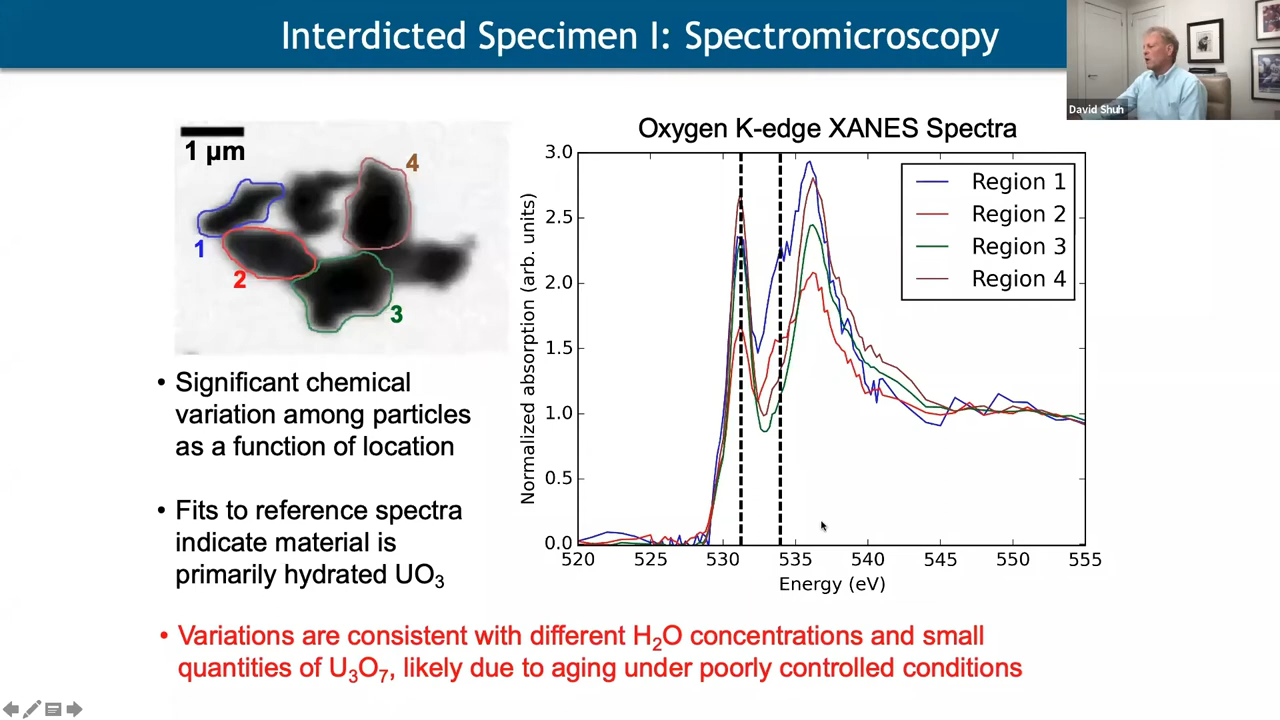 Interdicted Specimen I: Spectromicroscopy
David Shuh
1 μm
1
2
3
4
• Significant chemical
variation among particles
as a function of location
• Fits to reference spectra
indicate material is
primarily hydrated UO3
Oxygen K-edge XANES Spectra
Normalized absorption (arb. units)
3.0
2.5
2.0
1.5
1.0
0.5
0.0
520 525 530 535 540 545 550 555
Energy (eV)
Region 1
Region 2
Region 3
Region 4
• Variations are consistent with different H2O concentrations and small
quantities of U3O7, likely due to aging under poorly controlled conditions